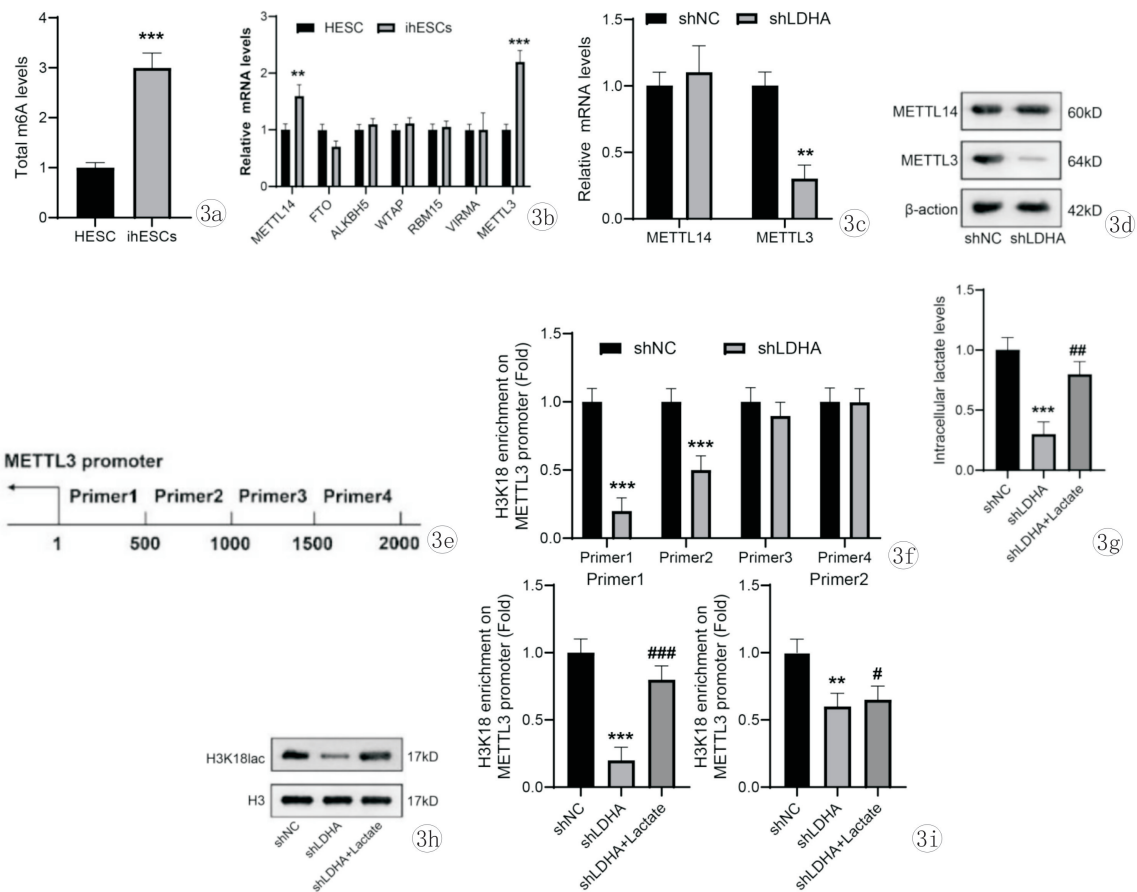 Total m6A levels
4
3
2
1
0
***
HESC
ihESCs
3a
Relative mRNA levels
3
2
1
0
HESC
ihESCs
**
***
METTL14
FTO
ALKBH5
WTAP
RBM15
VIRMA
METTL3
3b
Relative mRNA levels
1.5
1.0
0.5
0.0
shNC
shLDHA
**
METTL14
METTL3
3c
METTL14
60kD
METTL3
64kD
β-action
42kD
shNC
shLDHA
3d
METTL3 promoter
Primer1
Primer2
Primer3
Primer4
1
500
1000
1500
2000
3e
H3K18 enrichment on
METTL3 promoter (Fold)
1.5
1.0
0.5
0.0
shNC
shLDHA
***
***
Primer1
Primer2
Primer3
Primer4
3f
Intracellular lactate levels
1.5
1.0
0.5
0.0
***
##
shNC
shLDHA
shLDHA+Lactate
3g
H3K18lac
17kD
H3
17kD
shNC
shLDHA
shLDHA+Lactate
3h
Primer1
H3K18 enrichment on
METTL3 promoter (Fold)
1.5
1.0
0.5
0.0
***
###
shNC
shLDHA
shLDHA+Lactate
Primer2
H3K18 enrichment on
METTL3 promoter (Fold)
1.5
1.0
0.5
0.0
**
#
shNC
shLDHA
shLDHA+Lactate
3i